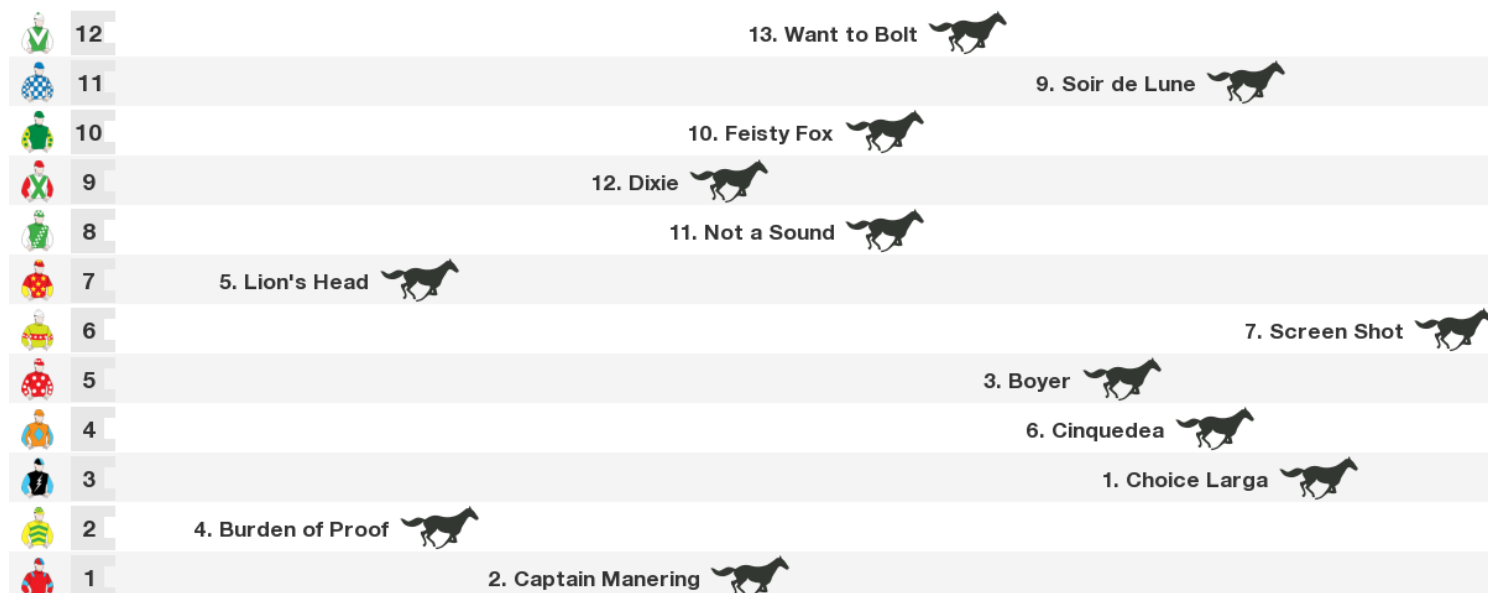 12 13. Want to Bolt
11 9. Soir de Lune
10 10. Feisty Fox
9 12. Dixie
8 11. Not a Sound
7 5. Lion's Head
6 7. Screen Shot
5 3. Boyer
4 6. Cinquedea
3 1. Choice Larga
2 4. Burden of Proof
1 2. Captain Manering